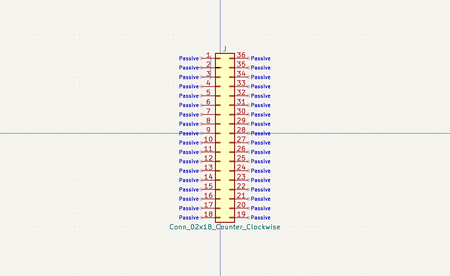 J
Passive 1 36 Passive
Passive 2 35 Passive
Passive 3 34 Passive
Passive 4 33 Passive
Passive 5 32 Passive
Passive 6 31 Passive
Passive 7 30 Passive
Passive 8 29 Passive
Passive 9 28 Passive
Passive 10 27 Passive
Passive 11 26 Passive
Passive 12 25 Passive
Passive 13 24 Passive
Passive 14 23 Passive
Passive 15 22 Passive
Passive 16 21 Passive
Passive 17 20 Passive
Passive 18 19 Passive
Conn_02x18_Counter_Clockwise